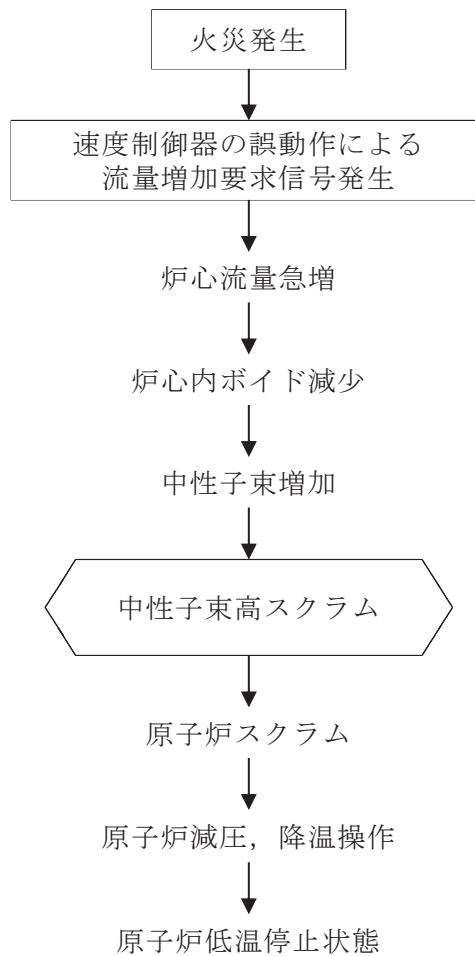 火災発生
速度制御器の誤動作による
流量増加要求信号発生
炉心流量急増
炉心内ボイド減少
中性子束増加
中性子束高スクラム
原子炉スクラム
原子炉減圧，降温操作
原子炉低温停止状態